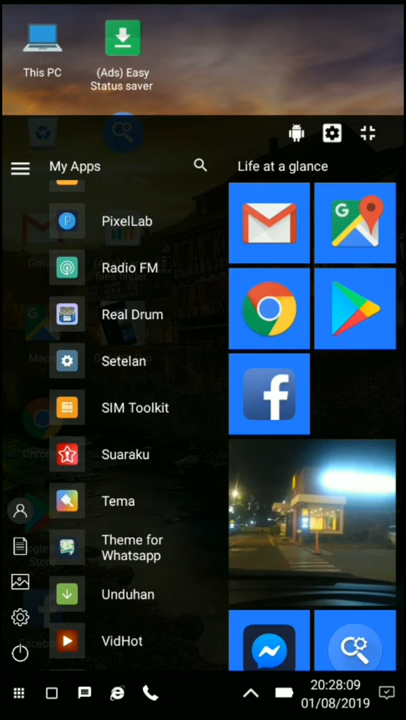 This PC
(Ads) Easy
Status saver
My Apps
Life at a glance
PixelLab
Radio FM
Real Drum
Setelan
SIM Toolkit
Suaraku
Tema
Theme for
Whatsapp
Unduhan
VidHot
20:28:09
01/08/2019